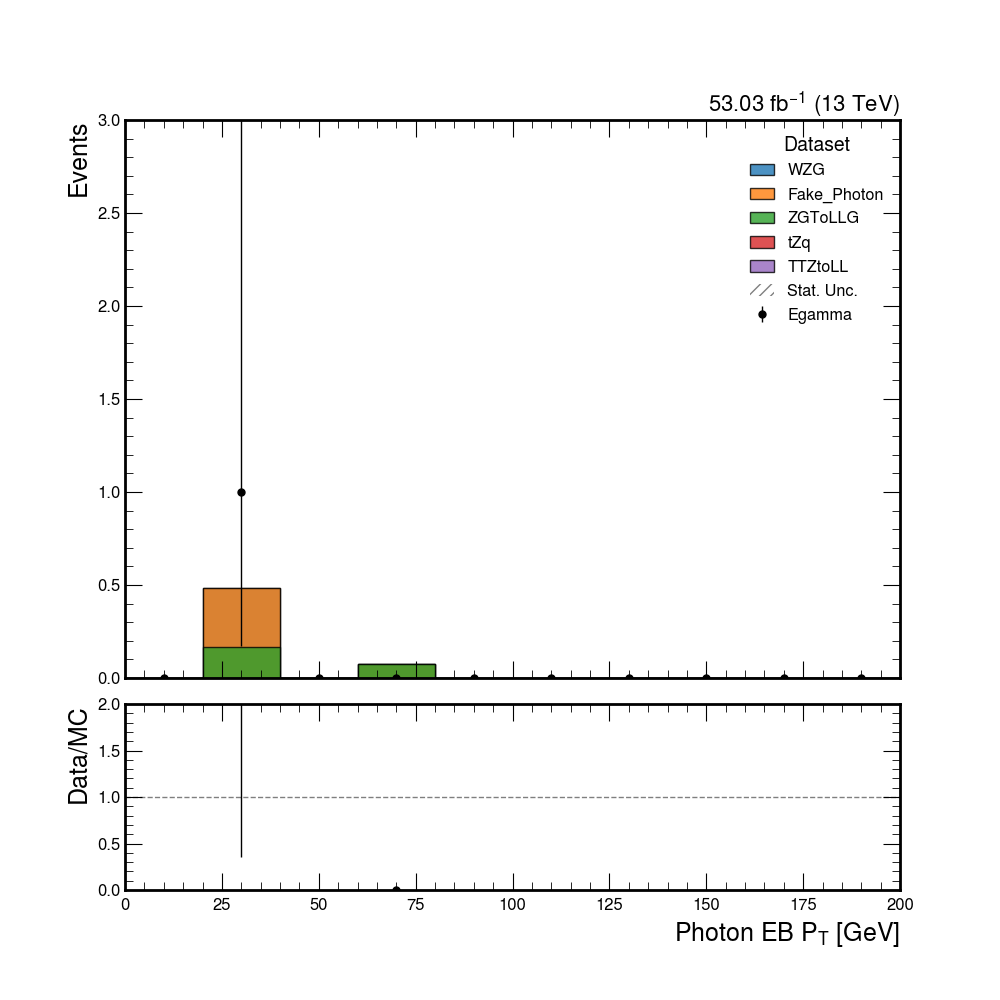 53.03 fb⁻¹ (13 TeV)
Events
3.0
2.5
2.0
1.5
1.0
0.5
0.0
Dataset
WZG
Fake_Photon
ZGToLLG
tZq
TTZtoLL
Stat. Unc.
Egamma
Data/MC
2.0
1.5
1.0
0.5
0.0
0 25 50 75 100 125 150 175 200
Photon EB P_T [GeV]